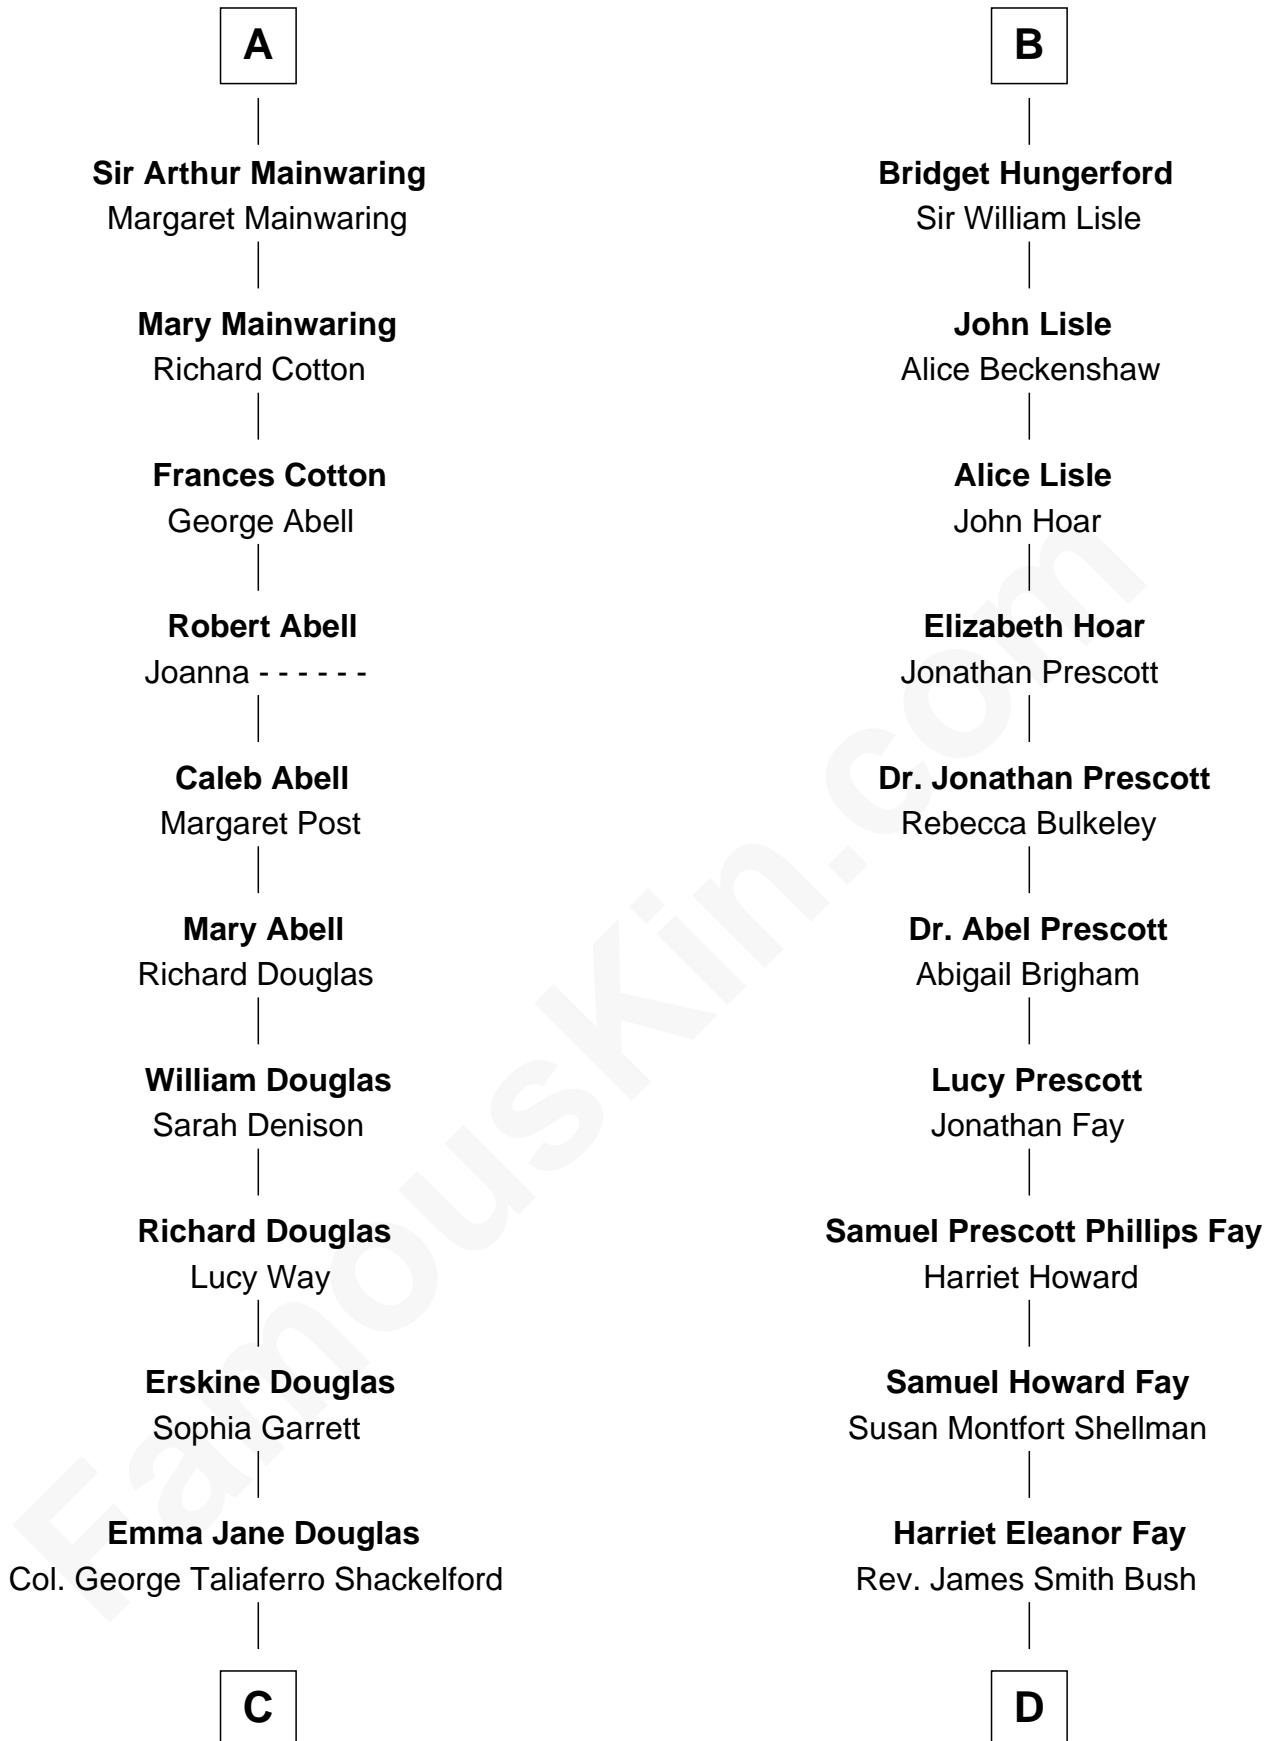 A
Sir Arthur Mainwaring
Margaret Mainwaring
Mary Mainwaring
Richard Cotton
Frances Cotton
George Abell
Robert Abell
Joanna - - - - - -
Caleb Abell
Margaret Post
Mary Abell
Richard Douglas
William Douglas
Sarah Denison
Richard Douglas
Lucy Way
Erskine Douglas
Sophia Garrett
Emma Jane Douglas
Col. George Taliaferro Shackelford
C
B
Bridget Hungerford
Sir William Lisle
John Lisle
Alice Beckenshaw
Alice Lisle
John Hoar
Elizabeth Hoar
Jonathan Prescott
Dr. Jonathan Prescott
Rebecca Bulkeley
Dr. Abel Prescott
Abigail Brigham
Lucy Prescott
Jonathan Fay
Samuel Prescott Phillips Fay
Harriet Howard
Samuel Howard Fay
Susan Montfort Shellman
Harriet Eleanor Fay
Rev. James Smith Bush
D
FamousKin.com